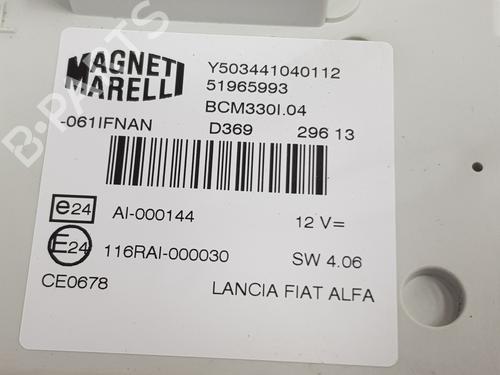 MAGNETI
MARELLI
Y503441040112
51965993
BCM330I.04
-061IFNAN
D369
296 13
e24
AI-000144
12 V=
E24
116RAI-000030
SW 4.06
CE0678
LANCIA FIAT ALFA
B-PARTS